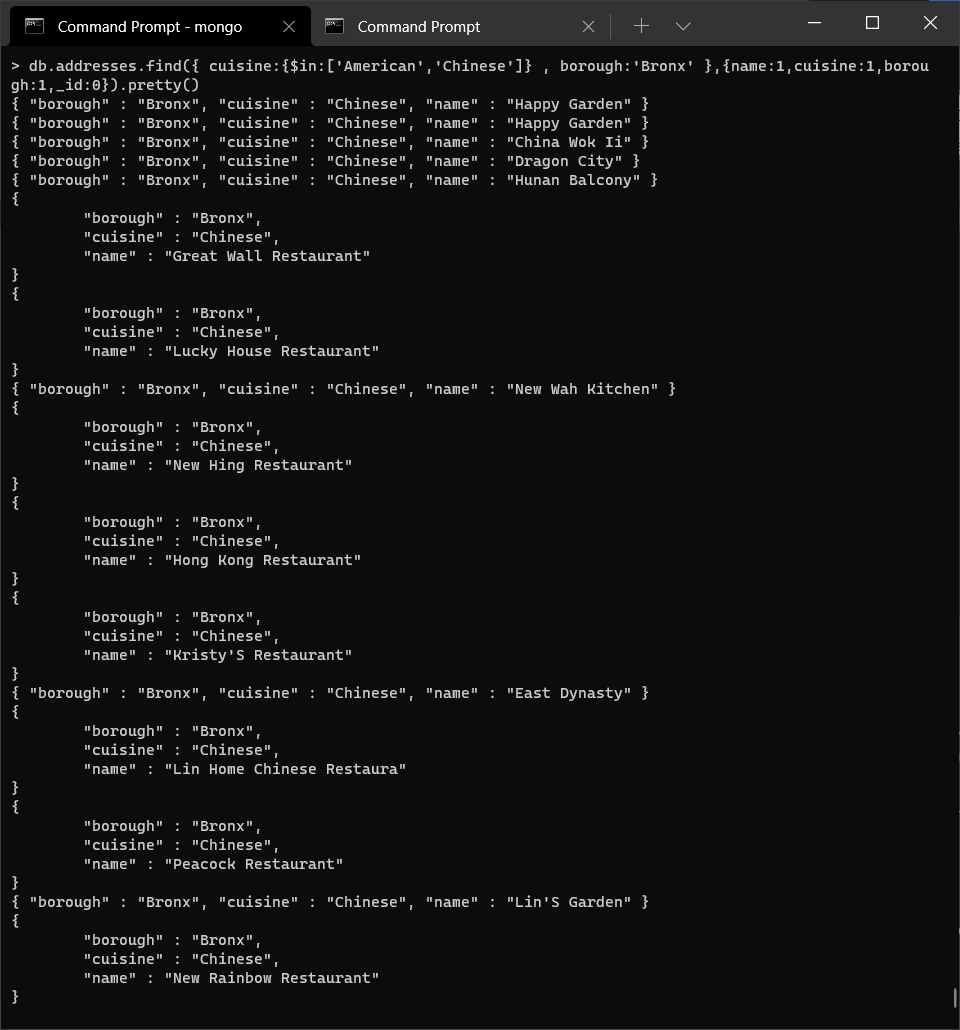 Command Prompt - mongo
Command Prompt
> db.addresses.find({ cuisine:{$in:['American','Chinese']} , borough:'Bronx' },{name:1,cuisine:1,borou
gh:1,_id:0}).pretty()
{ "borough" : "Bronx", "cuisine" : "Chinese", "name" : "Happy Garden" }
{ "borough" : "Bronx", "cuisine" : "Chinese", "name" : "Happy Garden" }
{ "borough" : "Bronx", "cuisine" : "Chinese", "name" : "China Wok Ii" }
{ "borough" : "Bronx", "cuisine" : "Chinese", "name" : "Dragon City" }
{ "borough" : "Bronx", "cuisine" : "Chinese", "name" : "Hunan Balcony" }
{
        "borough" : "Bronx",
        "cuisine" : "Chinese",
        "name" : "Great Wall Restaurant"
}
{
        "borough" : "Bronx",
        "cuisine" : "Chinese",
        "name" : "Lucky House Restaurant"
}
{ "borough" : "Bronx", "cuisine" : "Chinese", "name" : "New Wah Kitchen" }
{
        "borough" : "Bronx",
        "cuisine" : "Chinese",
        "name" : "New Hing Restaurant"
}
{
        "borough" : "Bronx",
        "cuisine" : "Chinese",
        "name" : "Hong Kong Restaurant"
}
{
        "borough" : "Bronx",
        "cuisine" : "Chinese",
        "name" : "Kristy'S Restaurant"
}
{ "borough" : "Bronx", "cuisine" : "Chinese", "name" : "East Dynasty" }
{
        "borough" : "Bronx",
        "cuisine" : "Chinese",
        "name" : "Lin Home Chinese Restaura"
}
{
        "borough" : "Bronx",
        "cuisine" : "Chinese",
        "name" : "Peacock Restaurant"
}
{ "borough" : "Bronx", "cuisine" : "Chinese", "name" : "Lin'S Garden" }
{
        "borough" : "Bronx",
        "cuisine" : "Chinese",
        "name" : "New Rainbow Restaurant"
}